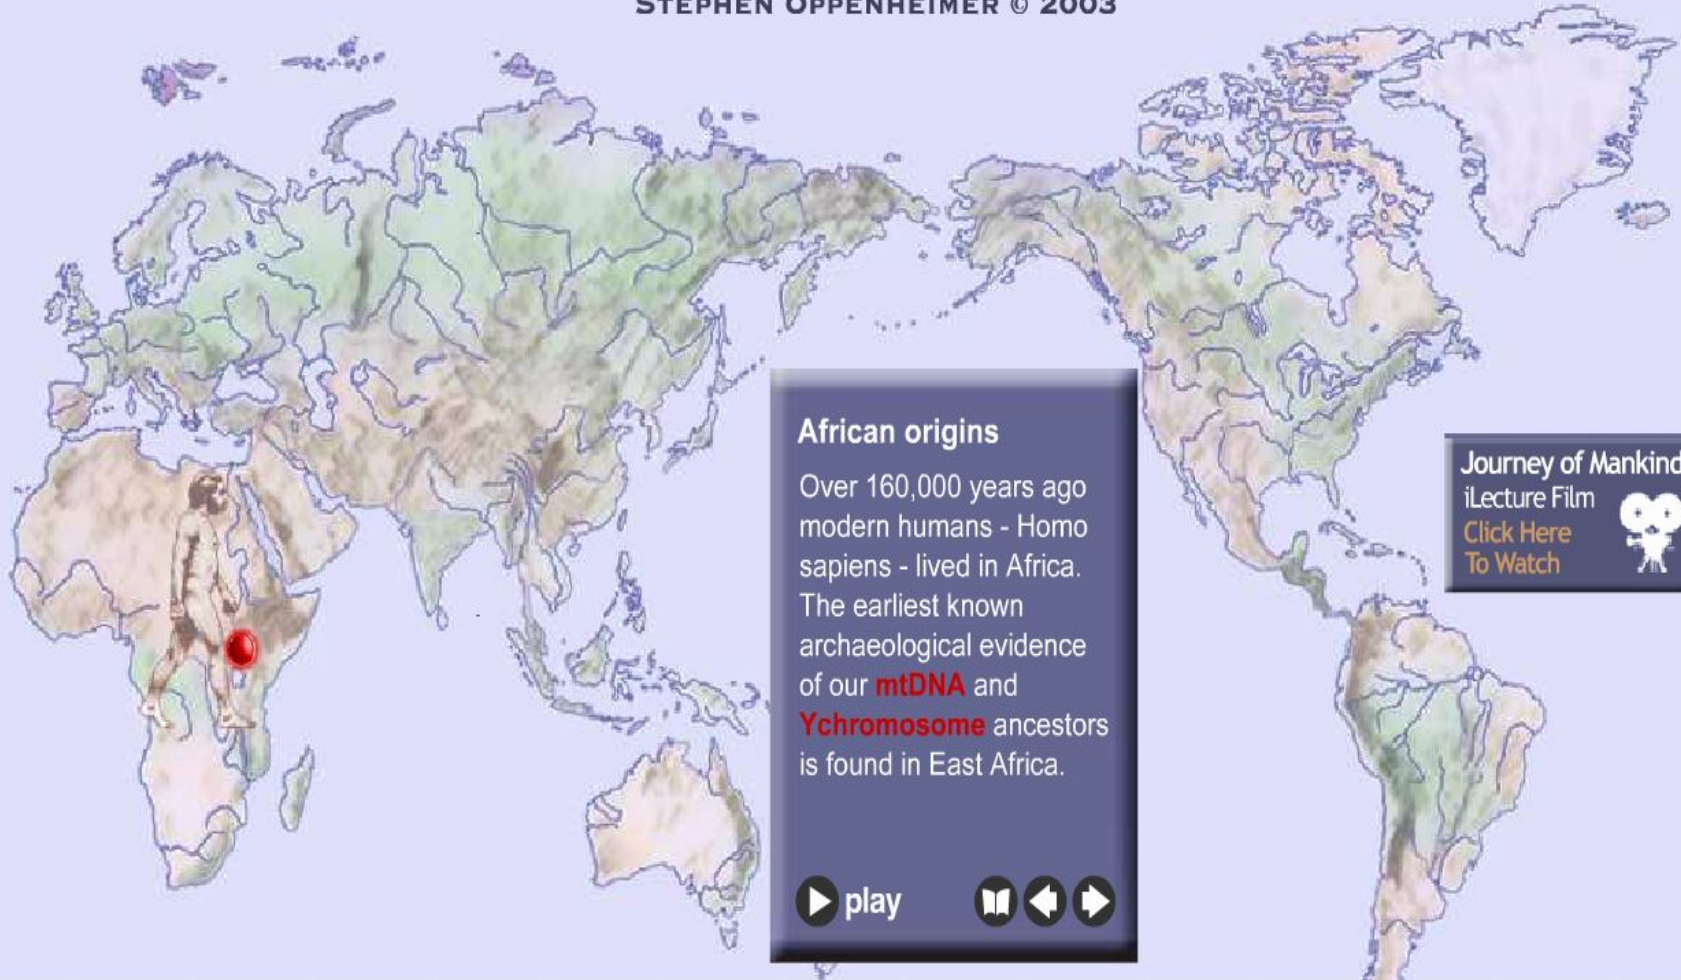 STEPHEN OPPENHEIMER © 2003
African origins
Over 160,000 years ago
modern humans - Homo
sapiens - lived in Africa.
The earliest known
archaeological evidence
of our mtDNA and
Ychromosome ancestors
is found in East Africa.
play
Journey of Mankind
iLecture Film
Click Here
To Watch